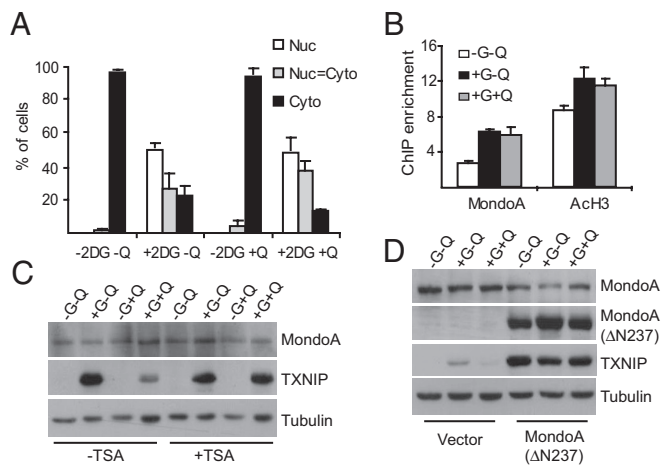 A
Nuc
Nuc=Cyto
Cyto
% of cells
100
80
60
40
20
0
-2DG -Q
+2DG -Q
-2DG +Q
+2DG +Q
B
-G-Q
+G-Q
+G+Q
ChIP enrichment
16
12
8
4
MondoA
AcH3
C
-G-Q
+G-Q
-G+Q
+G+Q
-G-Q
+G-Q
-G+Q
+G+Q
MondoA
TXNIP
Tubulin
-TSA
+TSA
D
-G-Q
+G-Q
+G+Q
-G-Q
+G-Q
+G+Q
MondoA
MondoA
(ΔN237)
TXNIP
Tubulin
Vector
MondoA
(ΔN237)